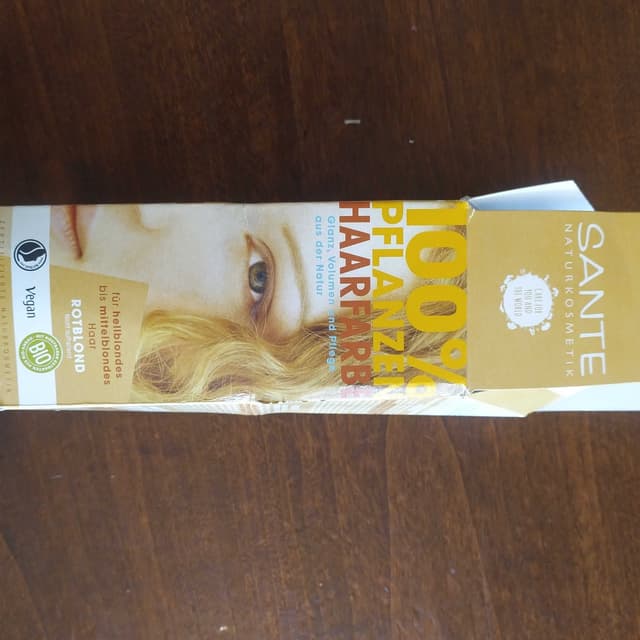 SANTE
NATURKOSMETIK
100%
PFLANZEN
HAARFARBE
Glanz, Volumen und Pflege
aus der Natur
für hellblondes
bis mittelblondes
Haar
ROTBLOND
Vegan
BIO